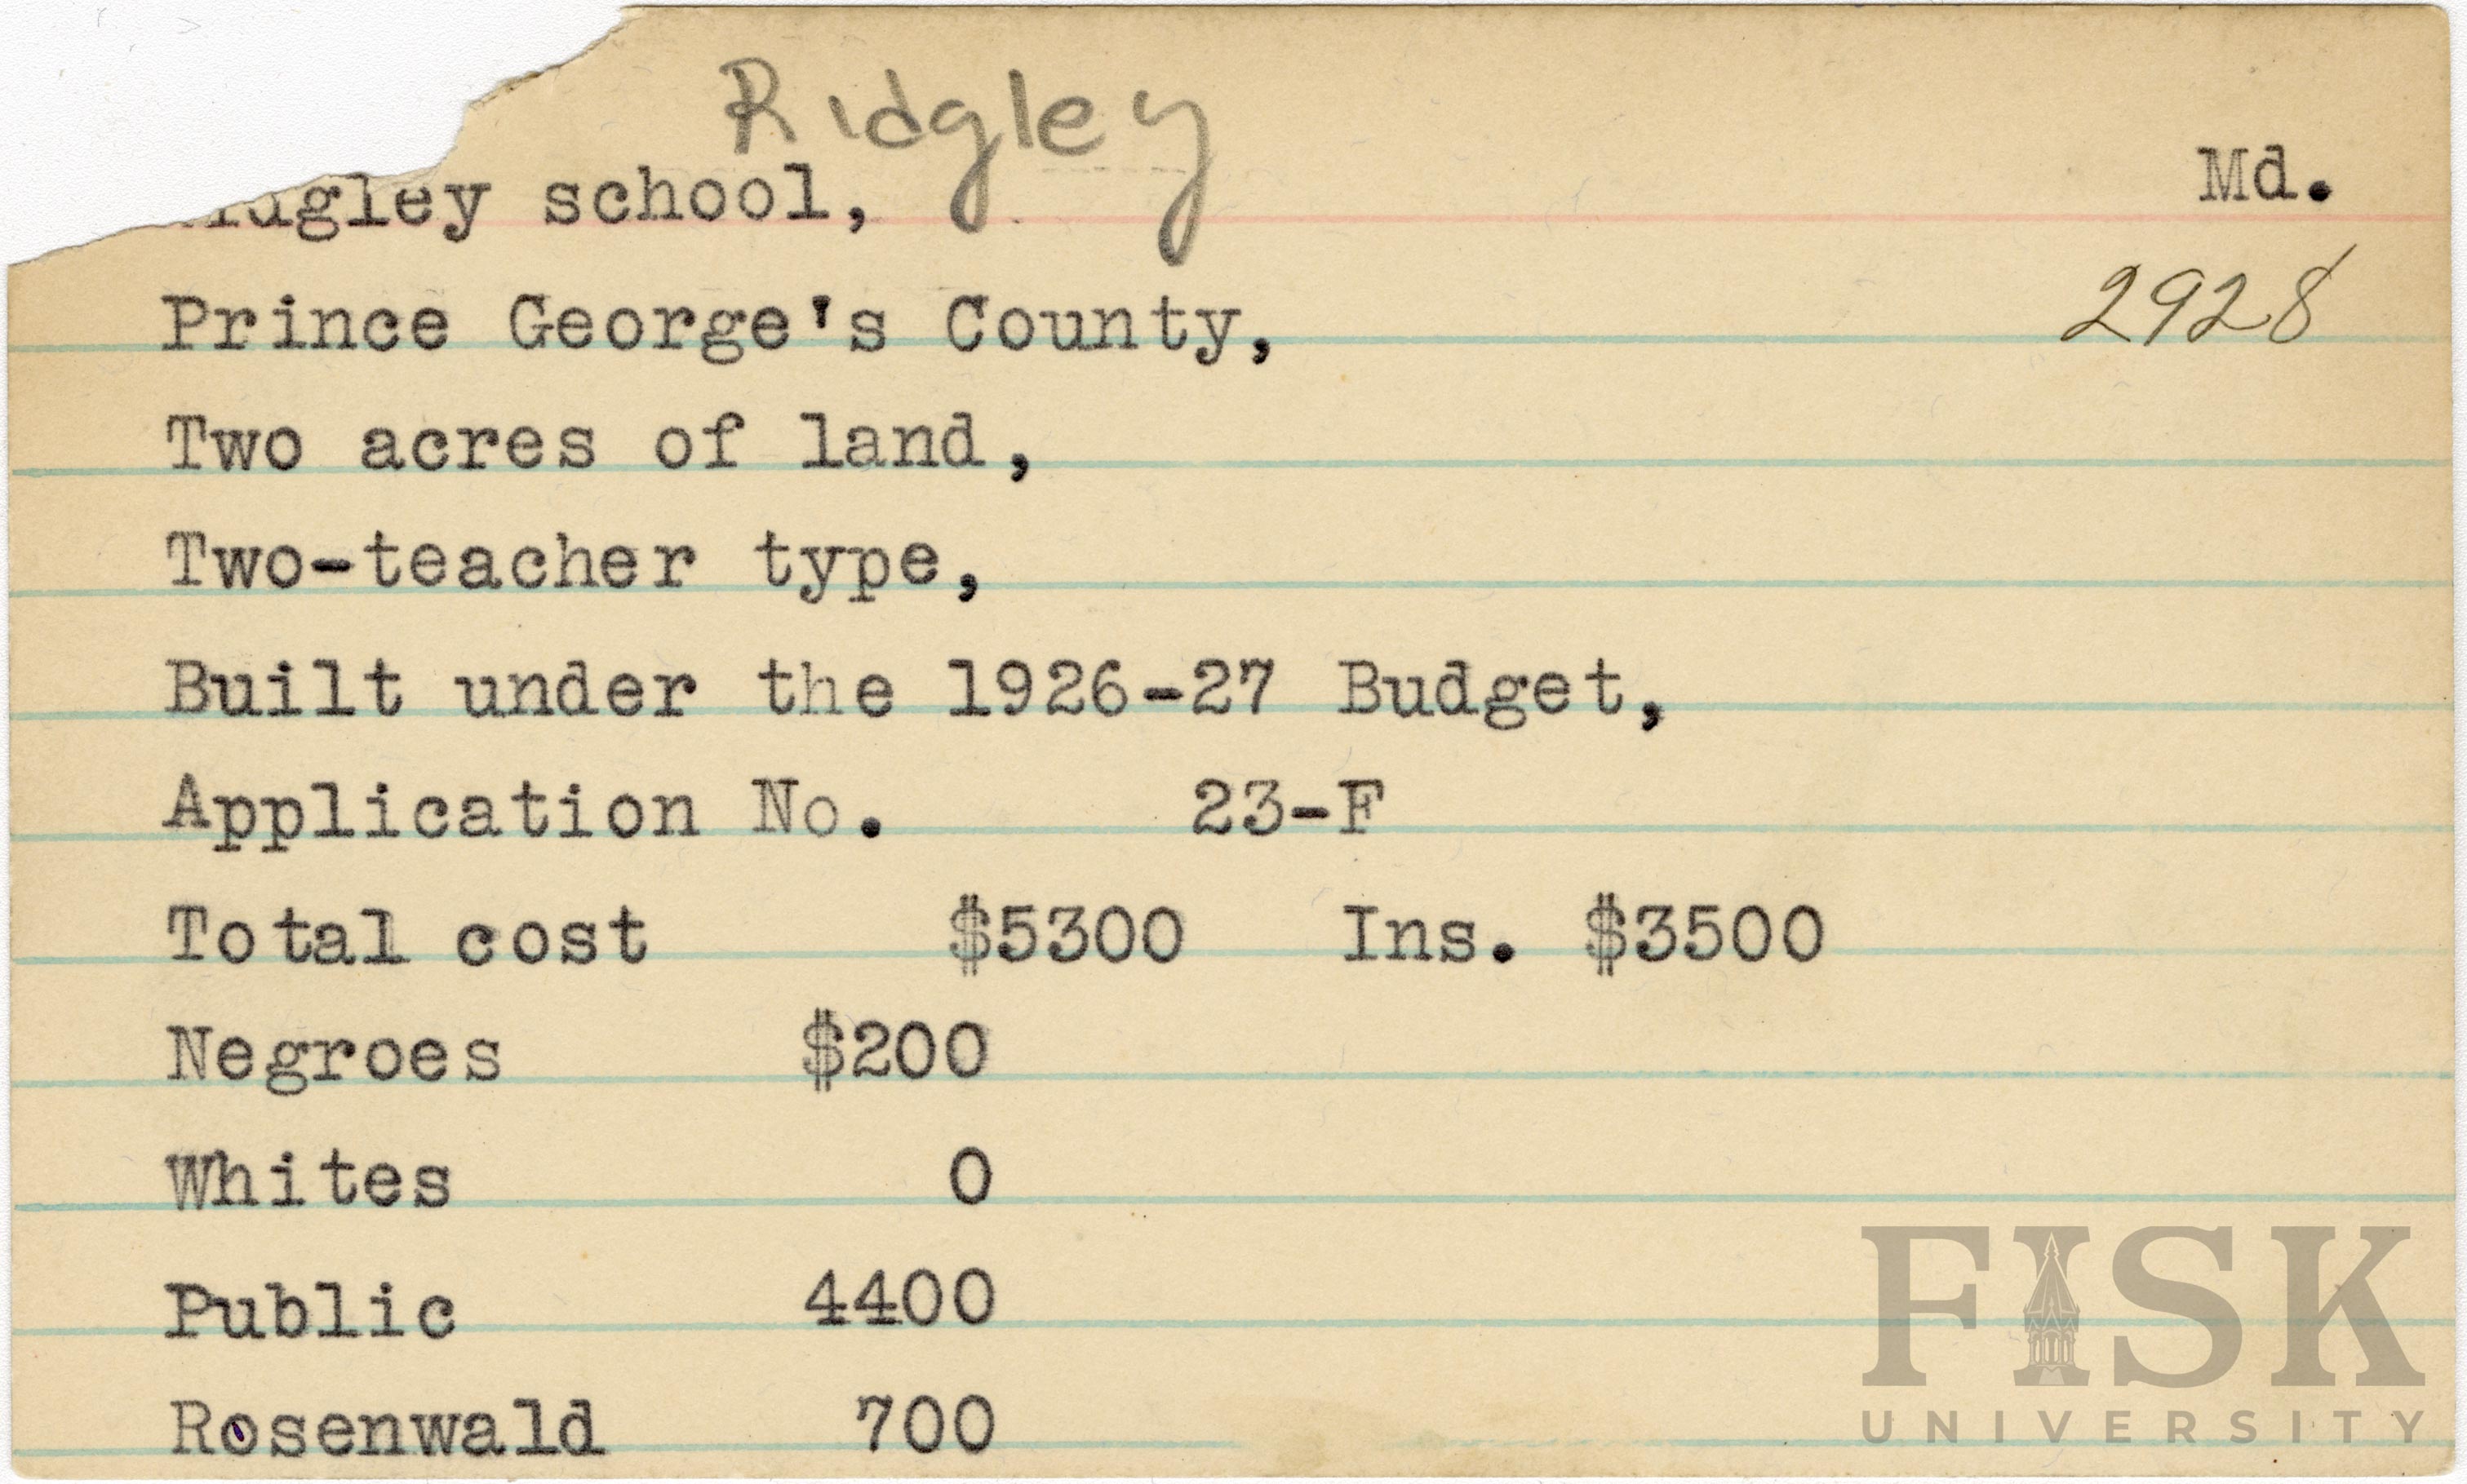 Ridgley
Md.
Ridgley school,
2928
Prince George's County,
Two acres of land,
Two-teacher type,
Built under the 1926-27 Budget,
Application No. 23-F
Total cost $5300 Ins. $3500
Negroes $200
Whites 0
Public 4400
Rosenwald 700
FISK
UNIVERSITY